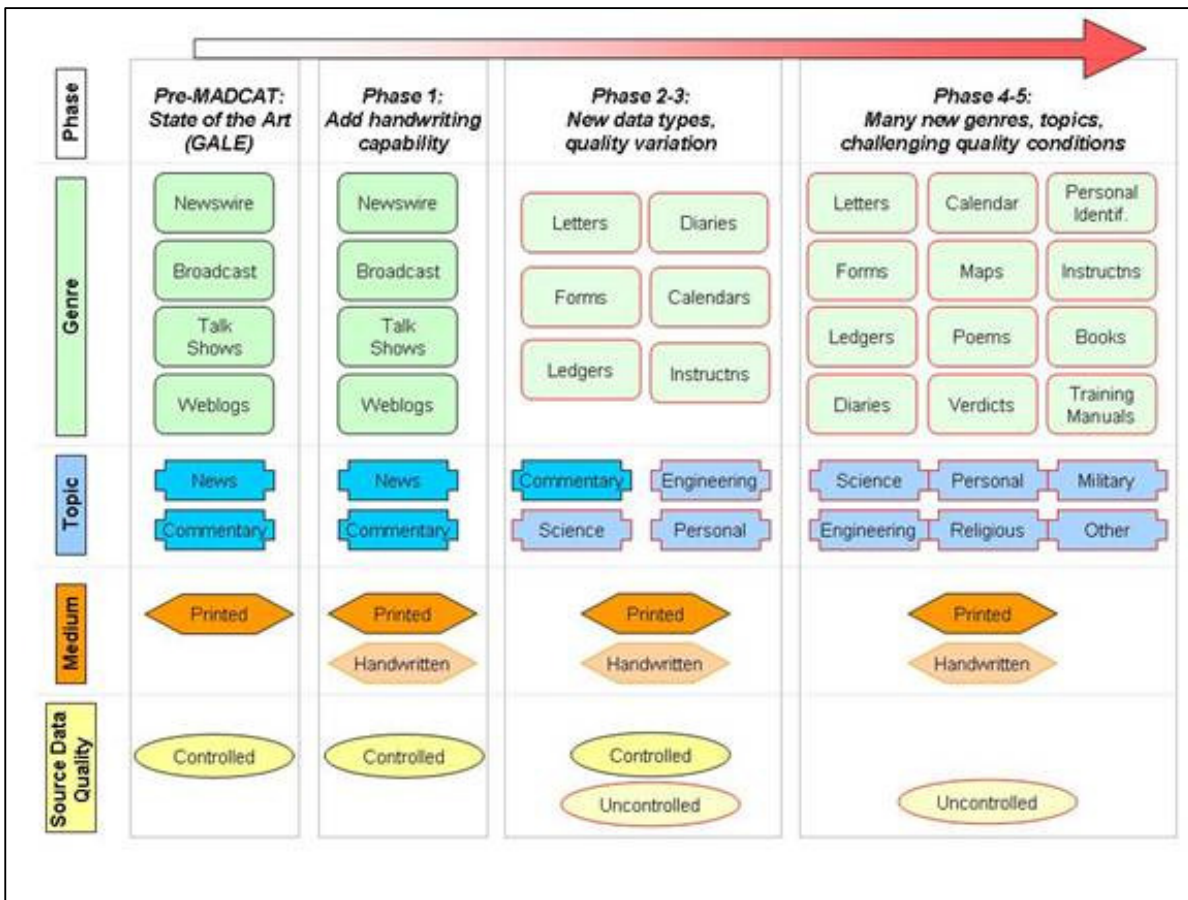 Phase
Pre-MADCAT:
State of the Art
(GALE)
Phase 1:
Add handwriting
capability
Phase 2-3:
New data types,
quality variation
Phase 4-5:
Many new genres, topics,
challenging quality conditions
Genre
Newswire
Broadcast
Talk
Shows
Weblogs
Newswire
Broadcast
Talk
Shows
Weblogs
Letters
Diaries
Forms
Calendars
Ledgers
Instructns
Letters
Calendar
Personal
Identif.
Forms
Maps
Instructns
Ledgers
Poems
Books
Diaries
Verdicts
Training
Manuals
Topic
News
Commentary
News
Commentary
Commentary
Engineering
Science
Personal
Science
Personal
Military
Engineering
Religious
Other
Medium
Printed
Printed
Handwritten
Printed
Handwritten
Printed
Handwritten
Source Data
Quality
Controlled
Controlled
Controlled
Uncontrolled
Uncontrolled